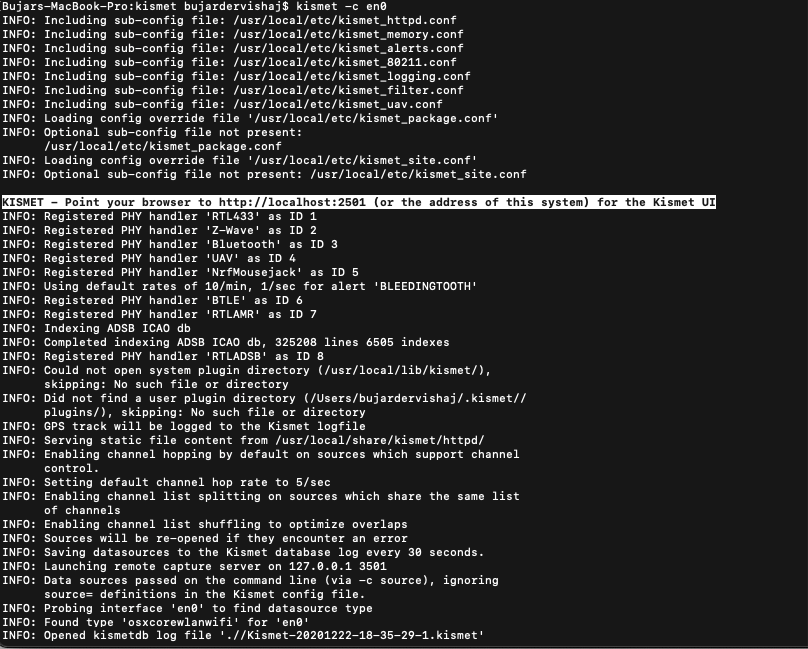 Bujars-MacBook-Pro:kismet bujardervishaj$ kismet -c en0
INFO: Including sub-config file: /usr/local/etc/kismet_httpd.conf
INFO: Including sub-config file: /usr/local/etc/kismet_memory.conf
INFO: Including sub-config file: /usr/local/etc/kismet_alerts.conf
INFO: Including sub-config file: /usr/local/etc/kismet_80211.conf
INFO: Including sub-config file: /usr/local/etc/kismet_logging.conf
INFO: Including sub-config file: /usr/local/etc/kismet_filter.conf
INFO: Including sub-config file: /usr/local/etc/kismet_uav.conf
INFO: Loading config override file '/usr/local/etc/kismet_package.conf'
INFO: Optional sub-config file not present:
/usr/local/etc/kismet_package.conf
INFO: Loading config override file '/usr/local/etc/kismet_site.conf'
INFO: Optional sub-config file not present: /usr/local/etc/kismet_site.conf
KISMET - Point your browser to http://localhost:2501 (or the address of this system) for the Kismet UI
INFO: Registered PHY handler 'RTL433' as ID 1
INFO: Registered PHY handler 'Z-Wave' as ID 2
INFO: Registered PHY handler 'Bluetooth' as ID 3
INFO: Registered PHY handler 'UAV' as ID 4
INFO: Registered PHY handler 'NrfMousejack' as ID 5
INFO: Using default rates of 10/min, 1/sec for alert 'BLEEDINGTOOTH'
INFO: Registered PHY handler 'BTLE' as ID 6
INFO: Registered PHY handler 'RTLAMR' as ID 7
INFO: Indexing ADSB ICAO db
INFO: Completed indexing ADSB ICAO db, 325208 lines 6505 indexes
INFO: Registered PHY handler 'RTLADSB' as ID 8
INFO: Could not open system plugin directory (/usr/local/lib/kismet/),
skipping: No such file or directory
INFO: Did not find a user plugin directory (/Users/bujardervishaj/.kismet//
plugins/), skipping: No such file or directory
INFO: GPS track will be logged to the Kismet logfile
INFO: Serving static file content from /usr/local/share/kismet/httpd/
INFO: Enabling channel hopping by default on sources which support channel
control.
INFO: Setting default channel hop rate to 5/sec
INFO: Enabling channel list splitting on sources which share the same list
of channels
INFO: Enabling channel list shuffling to optimize overlaps
INFO: Sources will be re-opened if they encounter an error
INFO: Saving datasources to the Kismet database log every 30 seconds.
INFO: Launching remote capture server on 127.0.0.1 3501
INFO: Data sources passed on the command line (via -c source), ignoring
source= definitions in the Kismet config file.
INFO: Probing interface 'en0' to find datasource type
INFO: Found type 'osxcorewlanwifi' for 'en0'
INFO: Opened kismetdb log file './/Kismet-20201222-18-35-29-1.kismet'